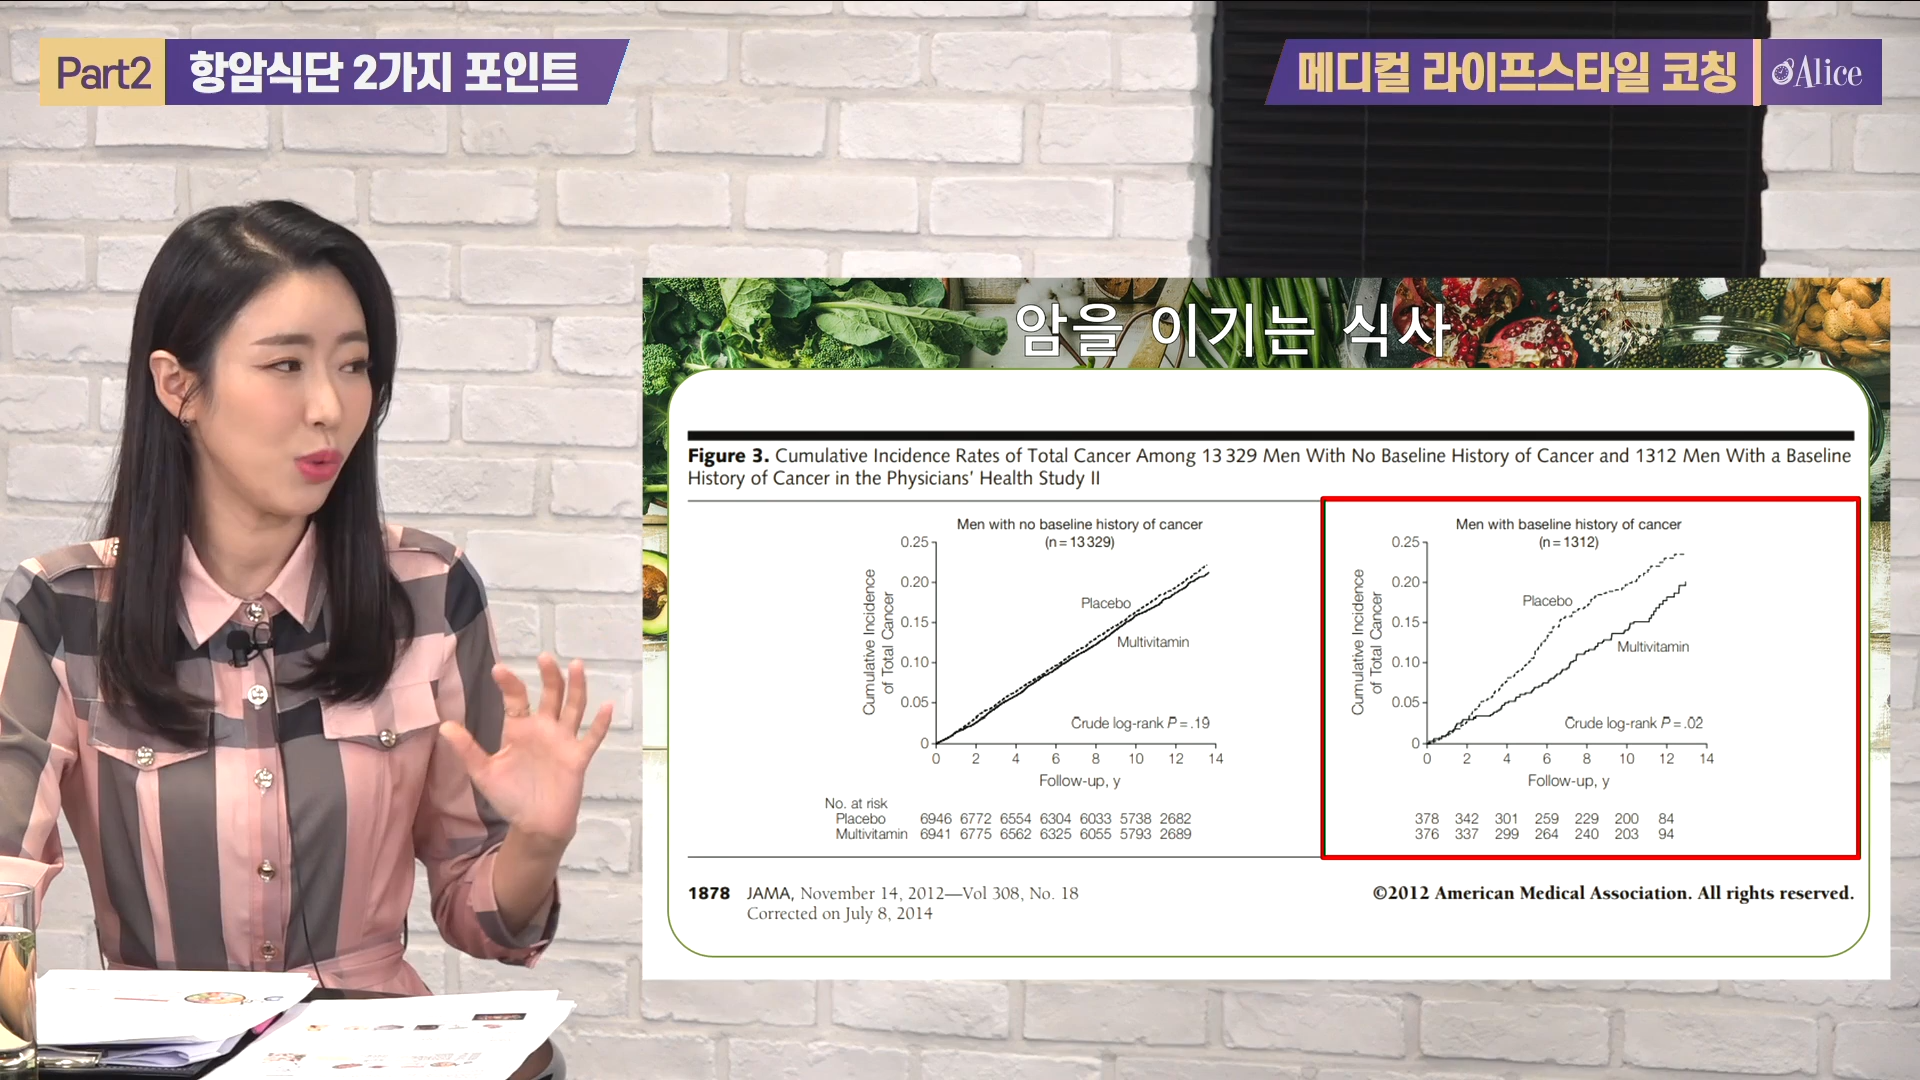 Part2 항암식단 2가지 포인트
메디컬 라이프스타일 코칭 Alice
암을 이기는 식사
Figure 3. Cumulative Incidence Rates of Total Cancer Among 13 329 Men With No Baseline History of Cancer and 1312 Men With a Baseline
History of Cancer in the Physicians' Health Study II
Men with no baseline history of cancer
(n = 13 329)
Cumulative Incidence
of Total Cancer
0.25
0.20
0.15
0.10
0.05
0
Placebo
Multivitamin
Crude log-rank P = .19
0 2 4 6 8 10 12 14
Follow-up, y
No. at risk
Placebo 6946 6772 6554 6304 6033 5738 2682
Multivitamin 6941 6775 6562 6325 6055 5793 2689
Men with baseline history of cancer
(n = 1312)
Cumulative Incidence
of Total Cancer
0.25
0.20
0.15
0.10
0.05
0
Placebo
Multivitamin
Crude log-rank P = .02
0 2 4 6 8 10 12 14
Follow-up, y
378 342 301 259 229 200 84
376 337 299 264 240 203 94
1878 JAMA, November 14, 2012—Vol 308, No. 18
Corrected on July 8, 2014
©2012 American Medical Association. All rights reserved.